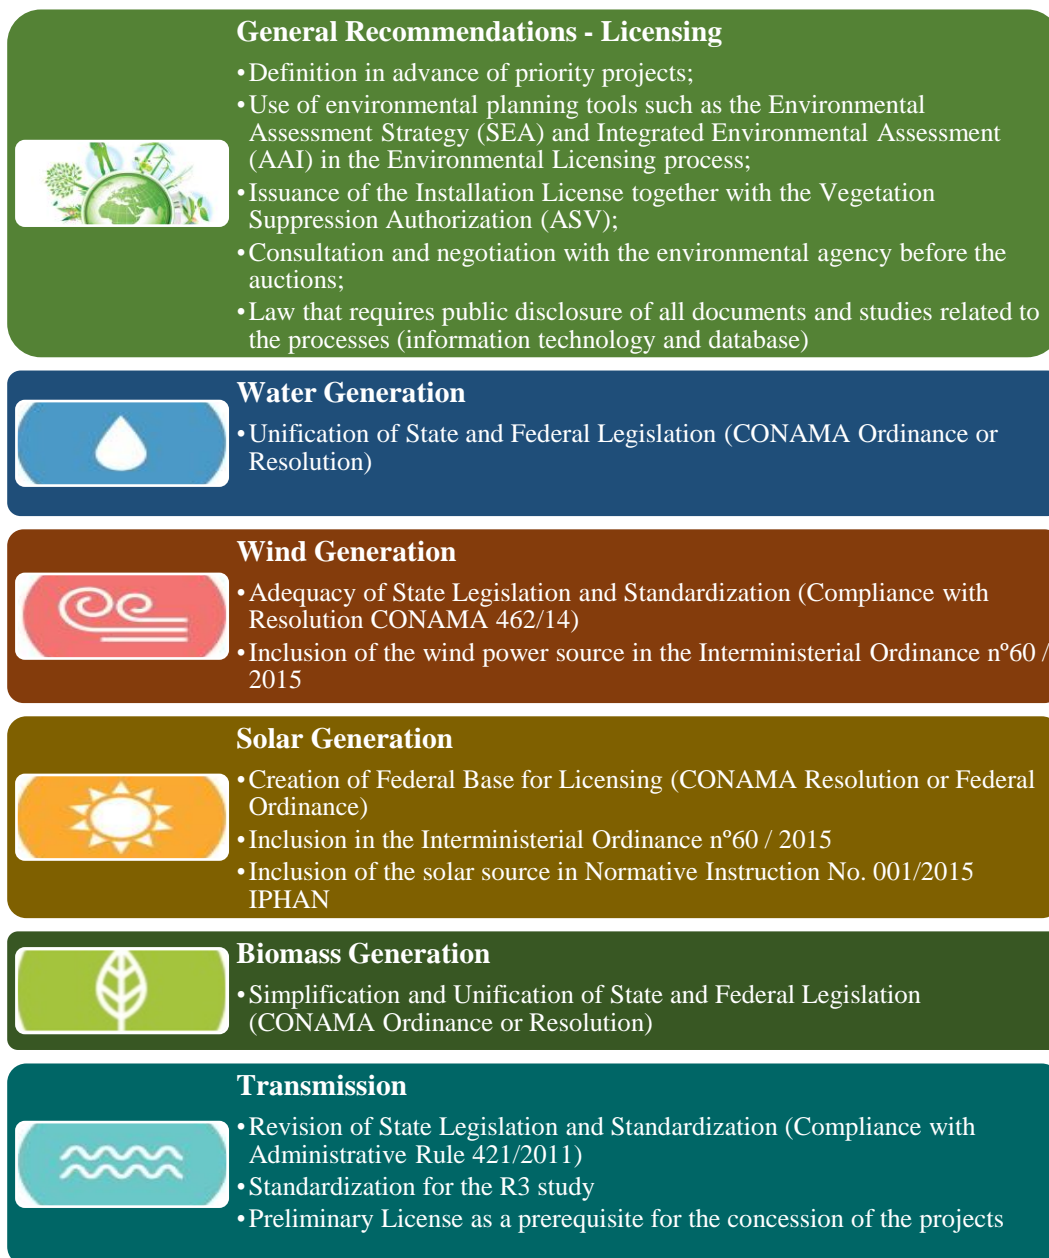 General Recommendations - Licensing
•Definition in advance of priority projects;
•Use of environmental planning tools such as the Environmental
Assessment Strategy (SEA) and Integrated Environmental Assessment
(AAI) in the Environmental Licensing process;
•Issuance of the Installation License together with the Vegetation
Suppression Authorization (ASV);
•Consultation and negotiation with the environmental agency before the
auctions;
•Law that requires public disclosure of all documents and studies related to
the processes (information technology and database)
Water Generation
•Unification of State and Federal Legislation (CONAMA Ordinance or
Resolution)
Wind Generation
•Adequacy of State Legislation and Standardization (Compliance with
Resolution CONAMA 462/14)
•Inclusion of the wind power source in the Interministerial Ordinance nº60 /
2015
Solar Generation
•Creation of Federal Base for Licensing (CONAMA Resolution or Federal
Ordinance)
•Inclusion in the Interministerial Ordinance nº60 / 2015
•Inclusion of the solar source in Normative Instruction No. 001/2015
IPHAN
Biomass Generation
•Simplification and Unification of State and Federal Legislation
(CONAMA Ordinance or Resolution)
Transmission
•Revision of State Legislation and Standardization (Compliance with
Administrative Rule 421/2011)
•Standardization for the R3 study
•Preliminary License as a prerequisite for the concession of the projects